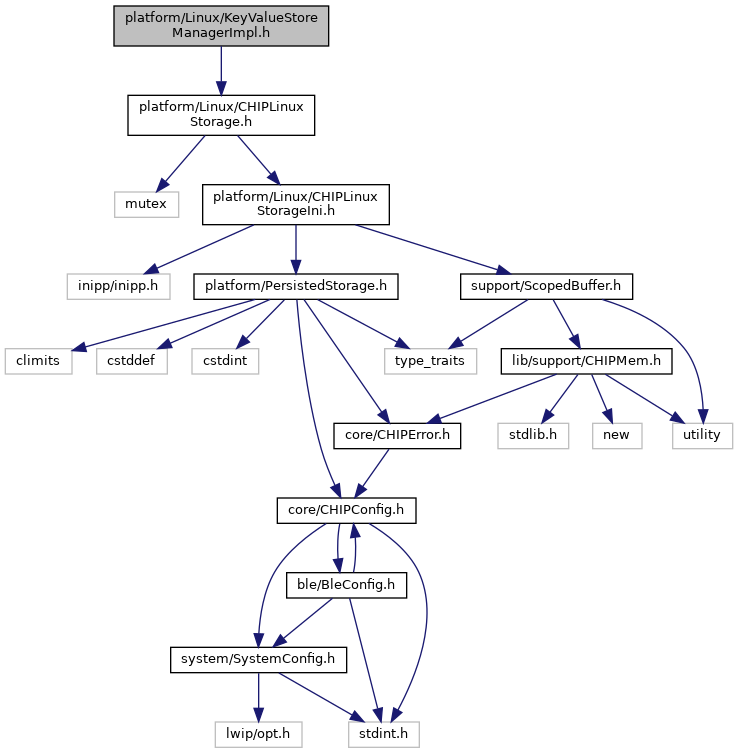 platform/Linux/KeyValueStore
ManagerImpl.h
platform/Linux/CHIPLinux
Storage.h
mutex
platform/Linux/CHIPLinux
StorageIni.h
inipp/inipp.h
platform/PersistedStorage.h
support/ScopedBuffer.h
climits
cstddef
cstdint
type_traits
lib/support/CHIPMem.h
core/CHIPError.h
stdlib.h
new
utility
core/CHIPConfig.h
ble/BleConfig.h
system/SystemConfig.h
lwip/opt.h
stdint.h